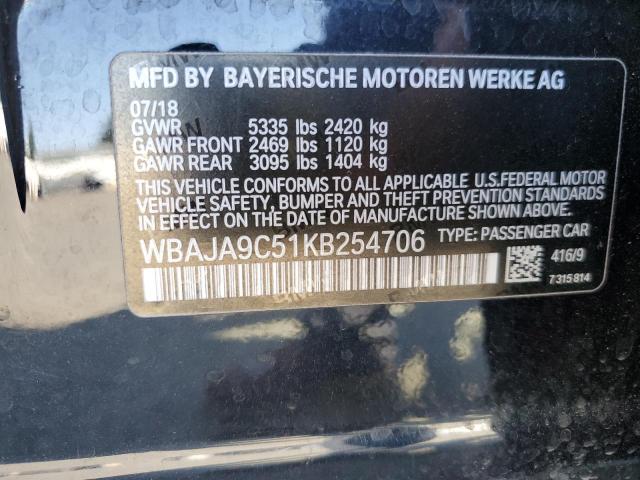 MFD BY BAYERISCHE MOTOREN WERKE AG
07/18
GVWR 5335 lbs 2420 kg
GAWR FRONT 2469 lbs 1120 kg
GAWR REAR 3095 lbs 1404 kg
THIS VEHICLE CONFORMS TO ALL APPLICABLE U.S.FEDERAL MOTOR
VEHICLE SAFETY, BUMPER AND THEFT PREVENTION STANDARDS
IN EFFECT ON THE DATE OF MANUFACTURE SHOWN ABOVE.
WBAJA9C51KB254706 TYPE: PASSENGER CAR
416/9
7 315 814